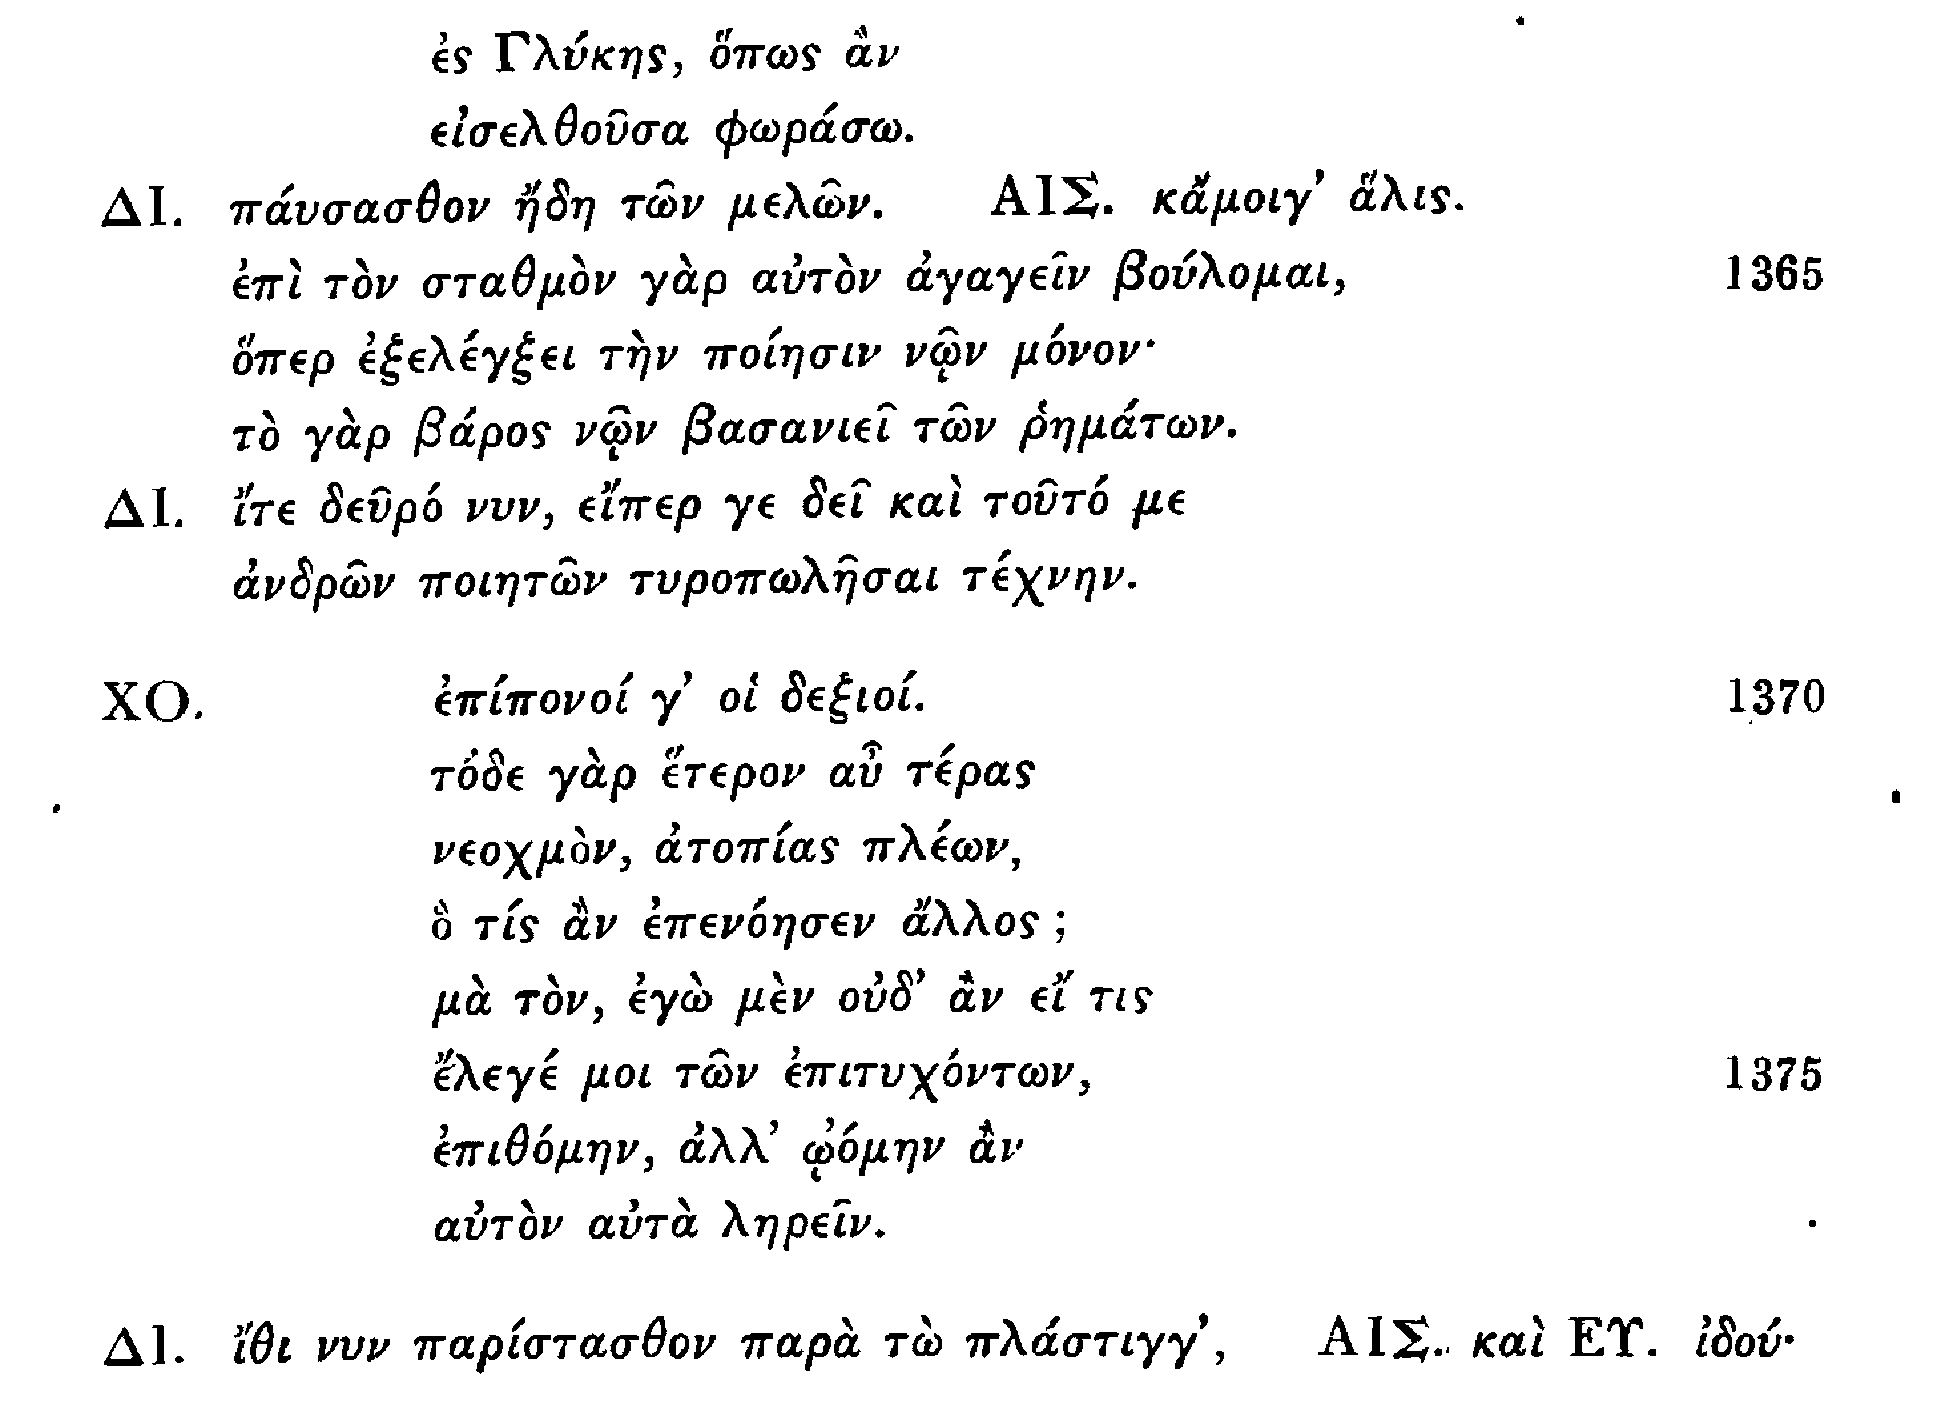 ἐς Γλύκης, ὅπως ἂν
εἰσελθοῦσα φωράσω.
ΔΙ. παύσασθον ἤδη τῶν μελῶν. ΑΙΣ. κἄμοιγ’ ἅλις.
ἐπὶ τὸν σταθμὸν γὰρ αὐτὸν ἀγαγεῖν βούλομαι, 1365
ὅπερ ἐξελέγξει τὴν ποίησιν νῷν μόνον·
τὸ γὰρ βάρος νῷν βασανιεῖ τῶν ῥημάτων.
ΔΙ. ἴτε δεῦρό νυν, εἴπερ γε δεῖ καὶ τοῦτό με
ἀνδρῶν ποιητῶν τυροπωλῆσαι τέχνην.
ΧΟ. ἐπίπονοί γ’ οἱ δεξιοί. 1370
τόδε γὰρ ἕτερον αὖ τέρας
νεοχμὸν, ἀτοπίας πλέων,
ὃ τίς ἂν ἐπενόησεν ἄλλος ;
μὰ τὸν, ἐγὼ μὲν οὐδ’ ἂν εἴ τις
ἔλεγέ μοι τῶν ἐπιτυχόντων, 1375
ἐπιθόμην, ἀλλ’ ᾠόμην ἂν
αὐτὸν αὐτὰ ληρεῖν.
ΔΙ. ἴθι νυν παρίστασθον παρὰ τὼ πλάστιγγ’, ΑΙΣ. καὶ ΕΥ. ἰδού·